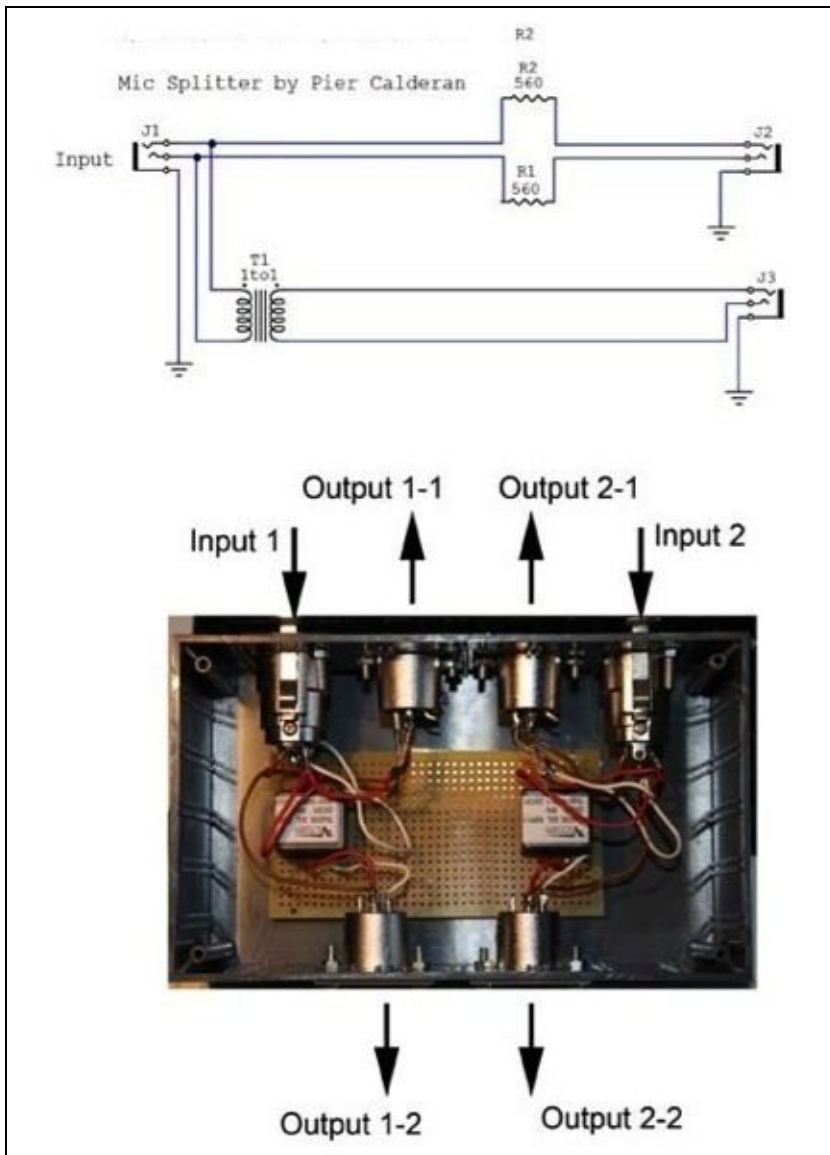 R2
Mic Splitter by Pier Calderan
R2
560
J1
J2
Input
R1
560
T1
1to1
J3
Output 1-1
Output 2-1
Input 1
Input 2
Output 1-2
Output 2-2